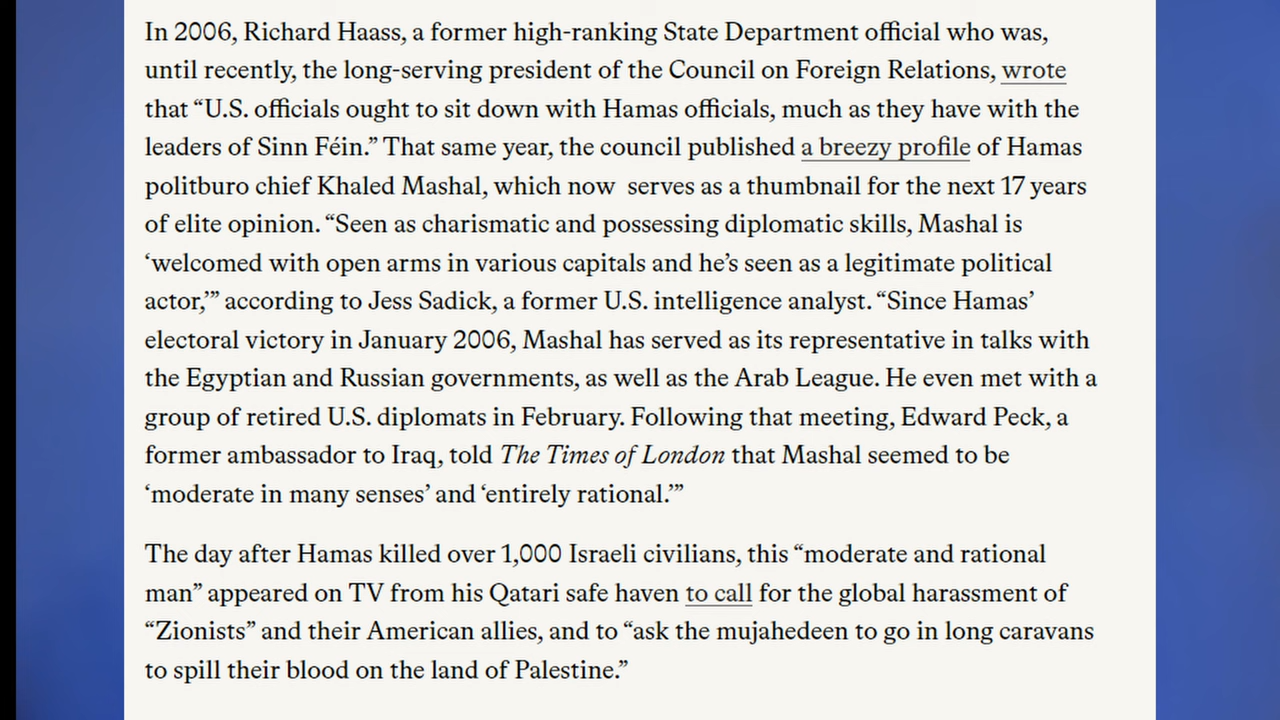 In 2006, Richard Haass, a former high-ranking State Department official who was,
until recently, the long-serving president of the Council on Foreign Relations, wrote
that “U.S. officials ought to sit down with Hamas officials, much as they have with the
leaders of Sinn Féin.” That same year, the council published a breezy profile of Hamas
politburo chief Khaled Mashal, which now  serves as a thumbnail for the next 17 years
of elite opinion. “Seen as charismatic and possessing diplomatic skills, Mashal is
‘welcomed with open arms in various capitals and he’s seen as a legitimate political
actor,’” according to Jess Sadick, a former U.S. intelligence analyst. “Since Hamas’
electoral victory in January 2006, Mashal has served as its representative in talks with
the Egyptian and Russian governments, as well as the Arab League. He even met with a
group of retired U.S. diplomats in February. Following that meeting, Edward Peck, a
former ambassador to Iraq, told The Times of London that Mashal seemed to be
‘moderate in many senses’ and ‘entirely rational.’”
The day after Hamas killed over 1,000 Israeli civilians, this “moderate and rational
man” appeared on TV from his Qatari safe haven to call for the global harassment of
“Zionists” and their American allies, and to “ask the mujahedeen to go in long caravans
to spill their blood on the land of Palestine.”